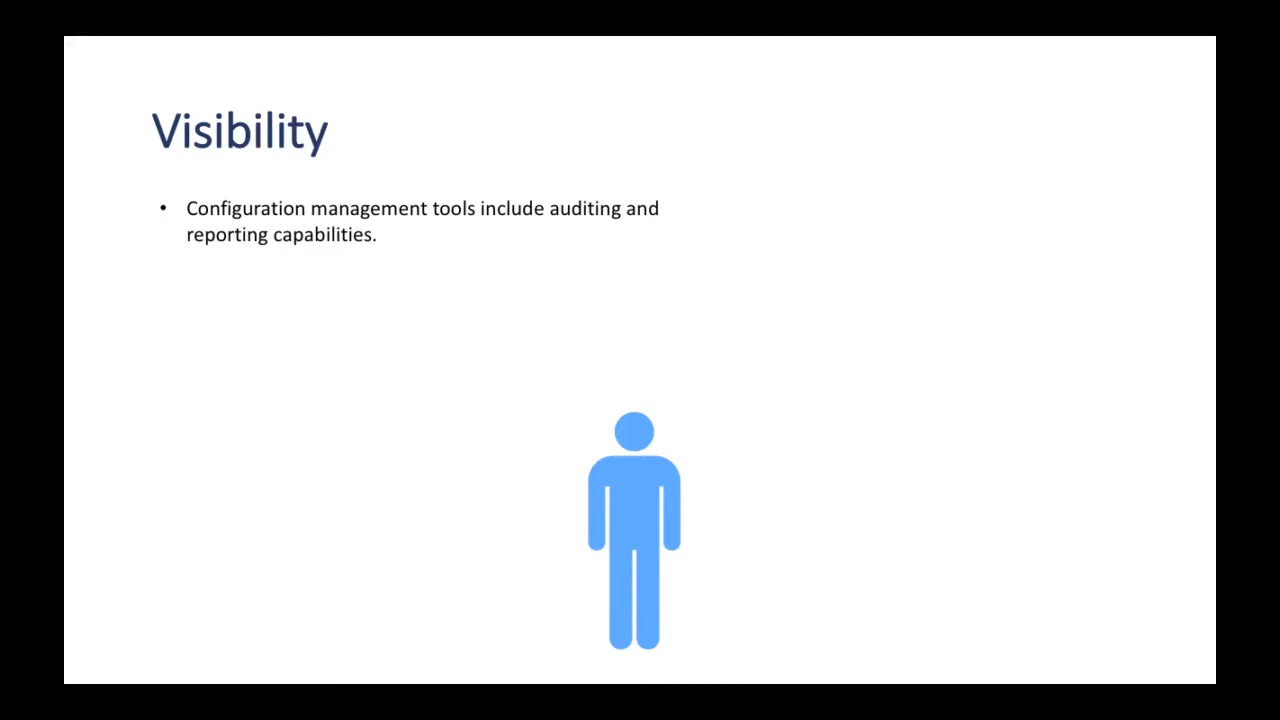 Visibility
• Configuration management tools include auditing and
reporting capabilities.